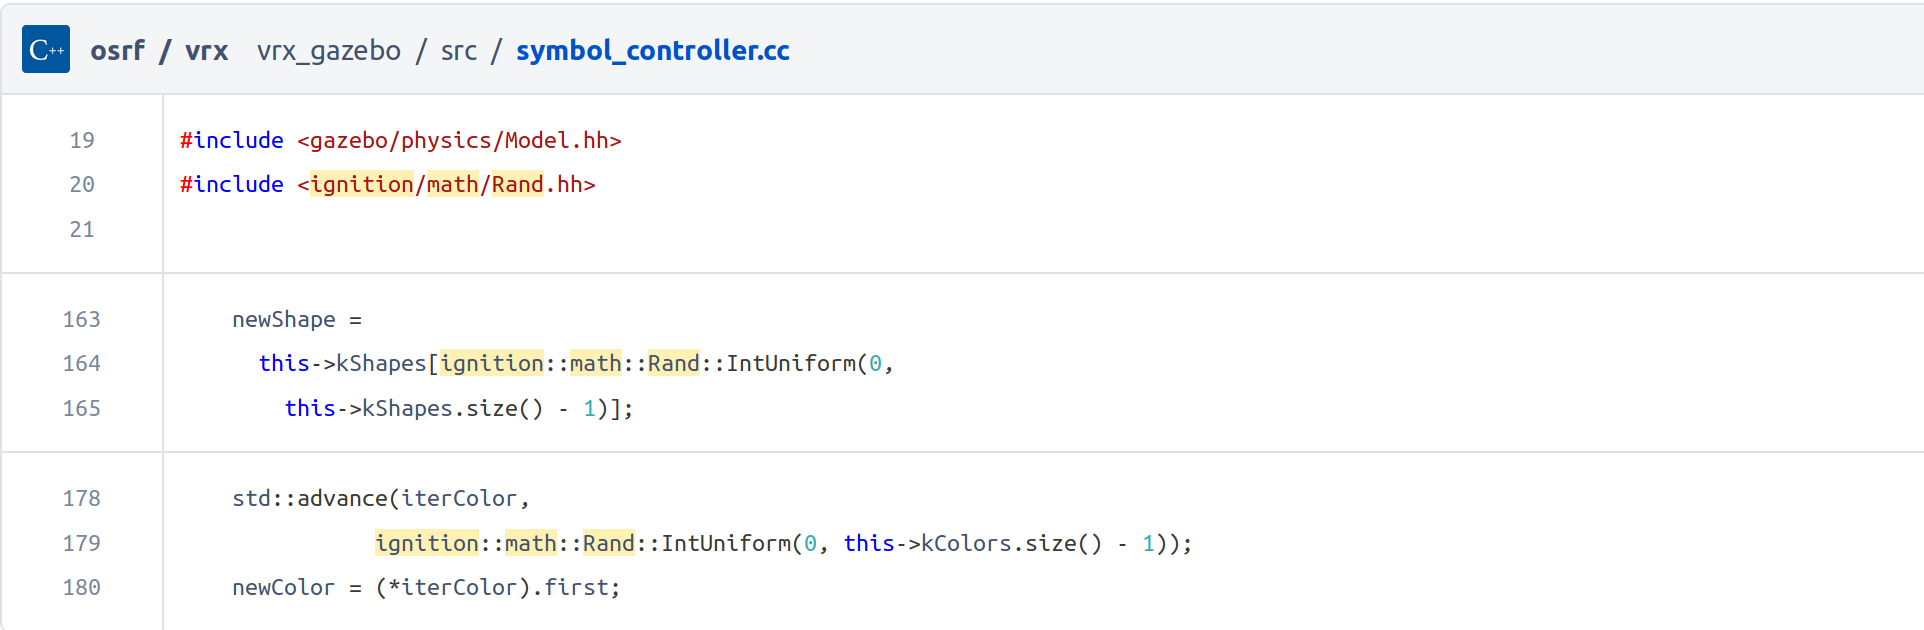 C++ osrf / vrx vrx_gazebo / src / symbol_controller.cc
19 #include <gazebo/physics/Model.hh>
20 #include <ignition/math/Rand.hh>
21
163 newShape =
164 this->kShapes[ignition::math::Rand::IntUniform(0,
165 this->kShapes.size() - 1)];
178 std::advance(iterColor,
179 ignition::math::Rand::IntUniform(0, this->kColors.size() - 1));
180 newColor = (*iterColor).first;